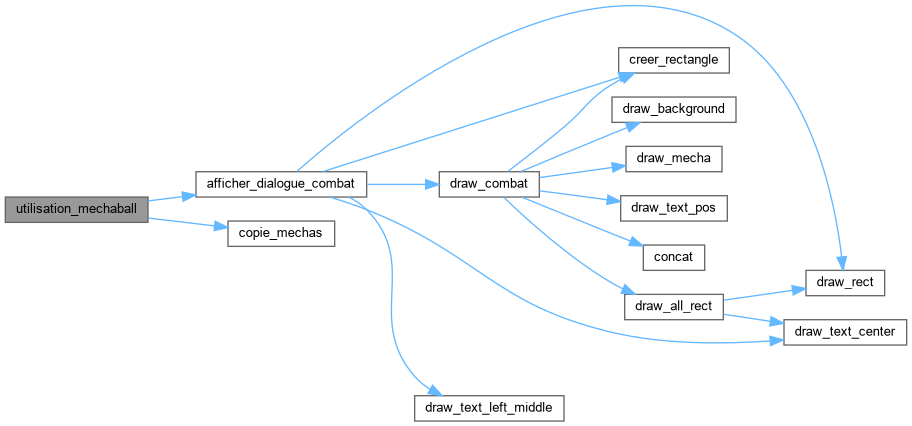 creer_rectangle
draw_background
draw_mecha
afficher_dialogue_combat
draw_combat
utilisation_mechaball
draw_text_pos
copie_mechas
concat
draw_rect
draw_all_rect
draw_text_center
draw_text_left_middle